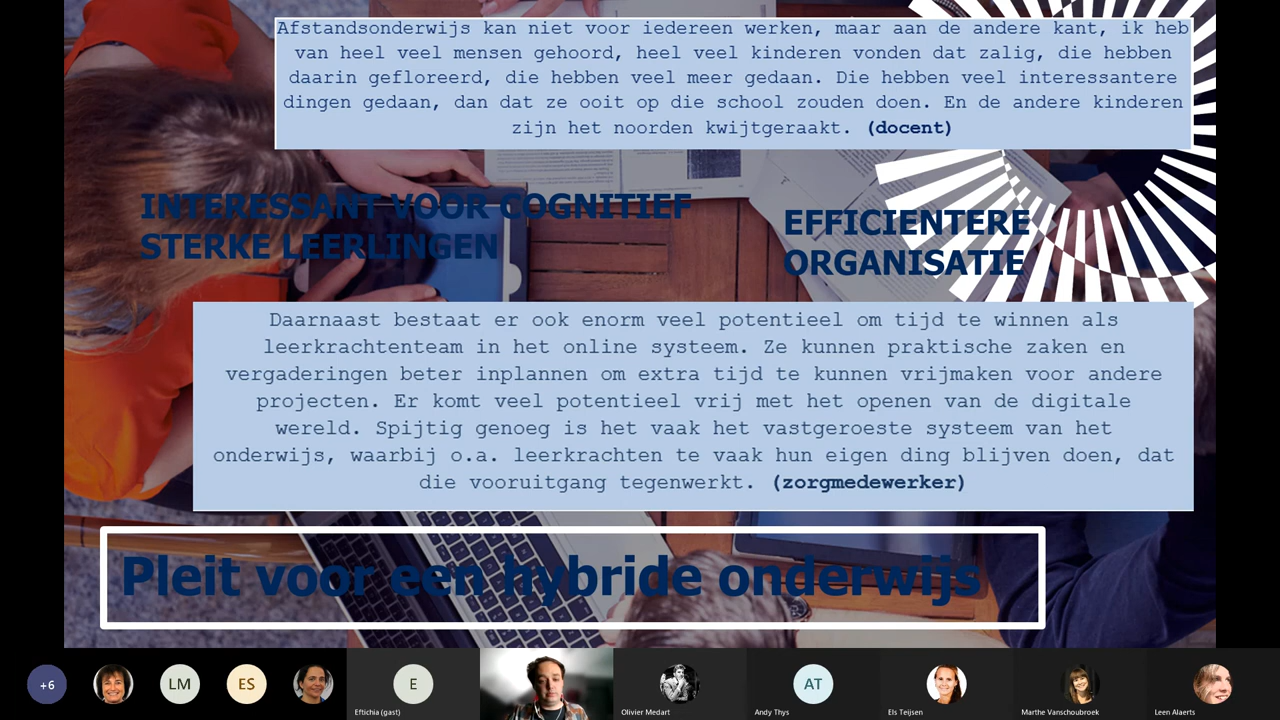 Afstandsonderwijs kan niet voor iedereen werken, maar aan de andere kant, ik heb
van heel veel mensen gehoord, heel veel kinderen vonden dat zalig, die hebben
daarin gefloreerd, die hebben veel meer gedaan. Die hebben veel interessantere
dingen gedaan, dan dat ze ooit op die school zouden doen. En de andere kinderen
zijn het noorden kwijtgeraakt. (docent)
INTERESSANT VOOR COGNITIEF
STERKE LEERLINGEN
EFFICIENTERE
ORGANISATIE
Daarnaast bestaat er ook enorm veel potentieel om tijd te winnen als
leerkrachtenteam in het online systeem. Ze kunnen praktische zaken en
vergaderingen beter inplannen om extra tijd te kunnen vrijmaken voor andere
projecten. Er komt veel potentieel vrij met het openen van de digitale
wereld. Spijtig genoeg is het vaak het vastgeroeste systeem van het
onderwijs, waarbij o.a. leerkrachten te vaak hun eigen ding blijven doen, dat
die vooruitgang tegenwerkt. (zorgmedewerker)
Pleit voor een hybride onderwijs
+6
LM
ES
E
AT
Eftichia (gast)
Olivier Medart
Andy Thys
Els Teijsen
Marthe Vanschoubroek
Leen Alaerts